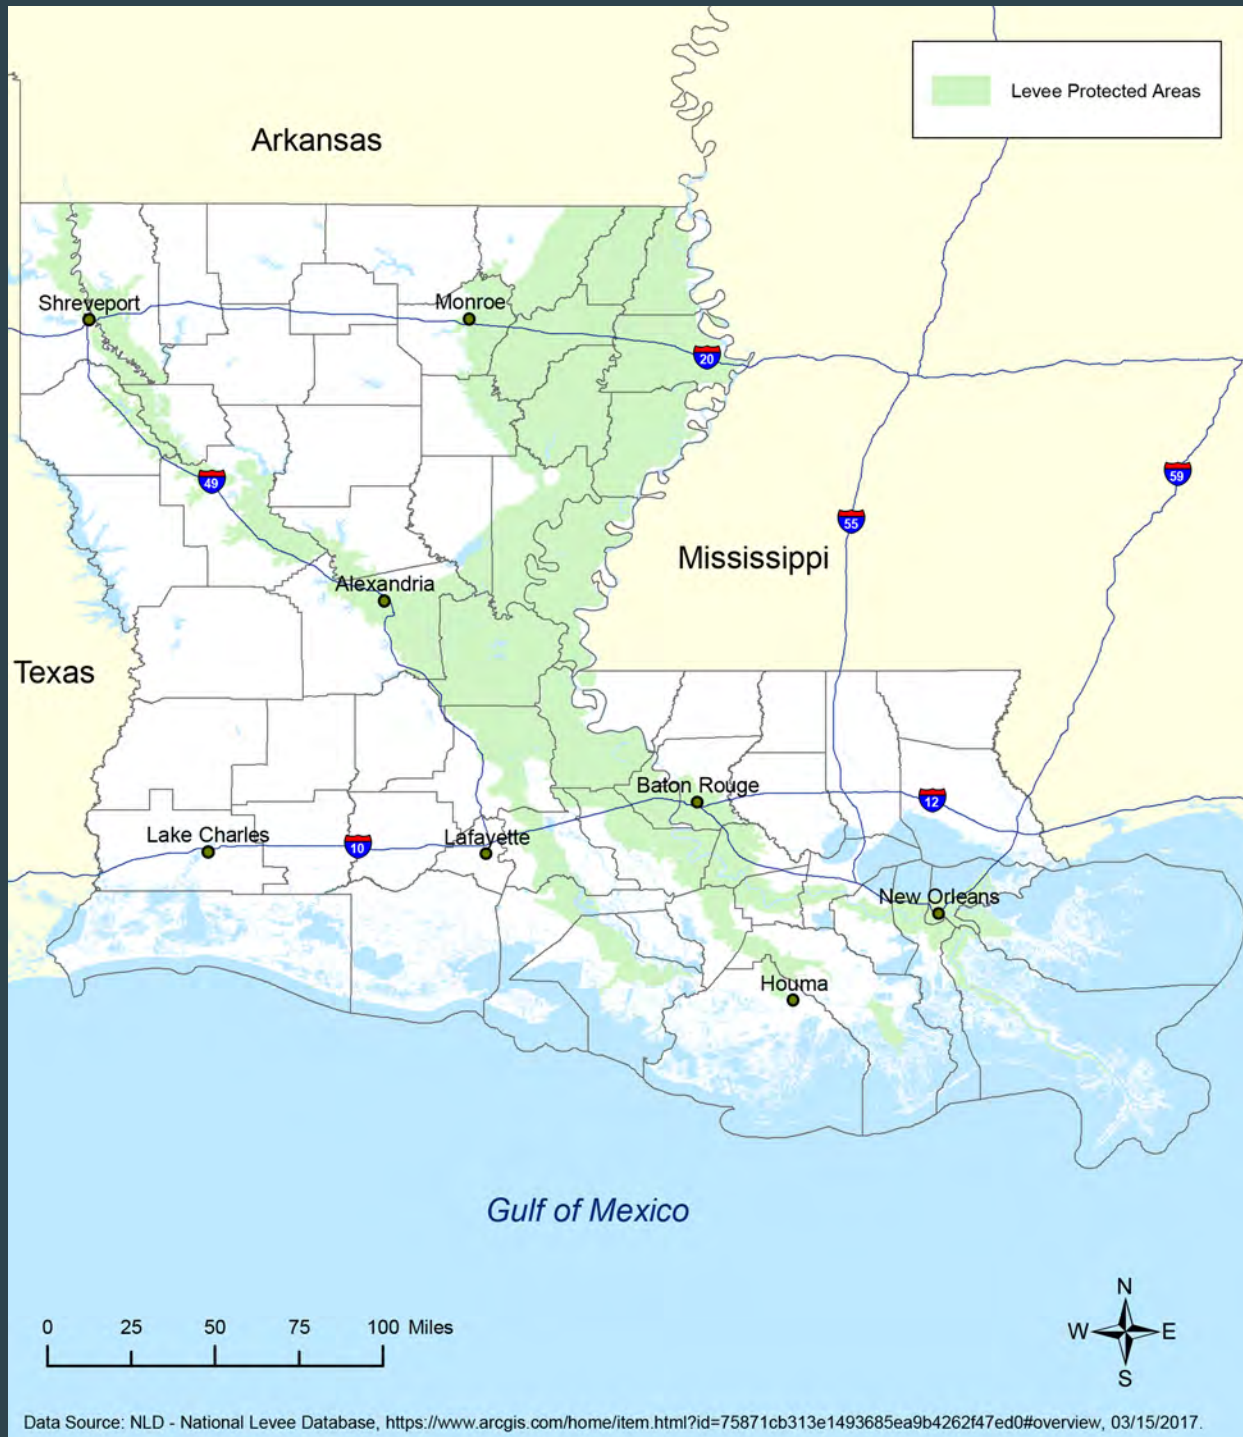 Levee Protected Areas
Arkansas
Shreveport
Monroe
20
49
59
55
Mississippi
Alexandria
Texas
Baton Rouge
12
Lake Charles
10
Lafayette
New Orleans
Houma
Gulf of Mexico
N
W E
S
0 25 50 75 100 Miles
Data Source: NLD - National Levee Database, https://www.arcgis.com/home/item.html?id=75871cb313e1493685ea9b4262f47ed0#overview, 03/15/2017.